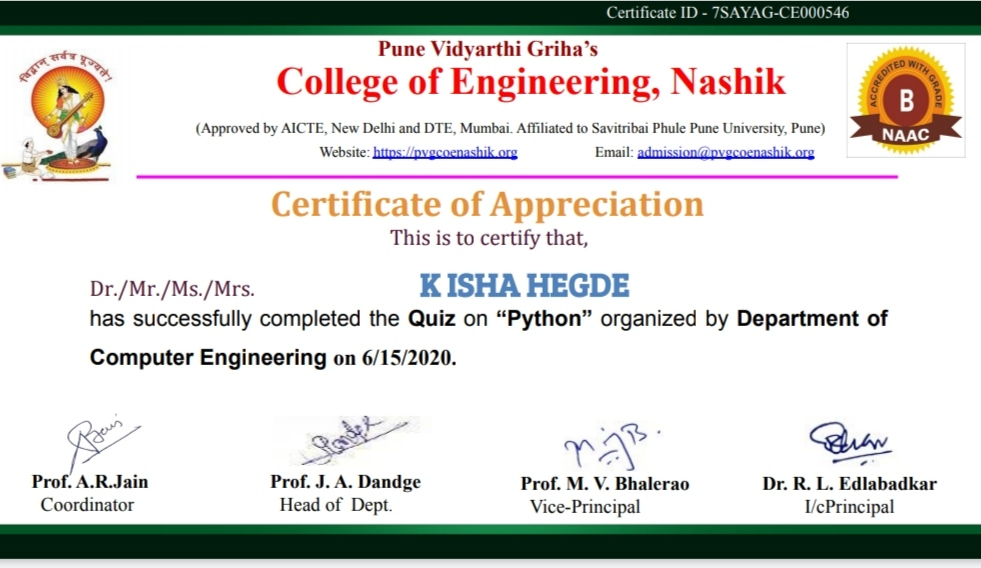 Certificate ID - 7SAYAG-CE000546
Pune Vidyarthi Griha's
College of Engineering, Nashik
(Approved by AICTE, New Delhi and DTE, Mumbai. Affiliated to Savitribai Phule Pune University, Pune)
Website: https://pvgcoenashik.org Email: admission@pvgcoenashik.org
विद्वान् सर्वत्र पूज्यते!
ACCREDITED WITH GRADE
B
NAAC
Certificate of Appreciation
This is to certify that,
Dr./Mr./Ms./Mrs. K ISHA HEGDE
has successfully completed the Quiz on “Python” organized by Department of
Computer Engineering on 6/15/2020.
Prof. A.R.Jain Prof. J. A. Dandge Prof. M. V. Bhalerao Dr. R. L. Edlabadkar
Coordinator Head of Dept. Vice-Principal I/cPrincipal